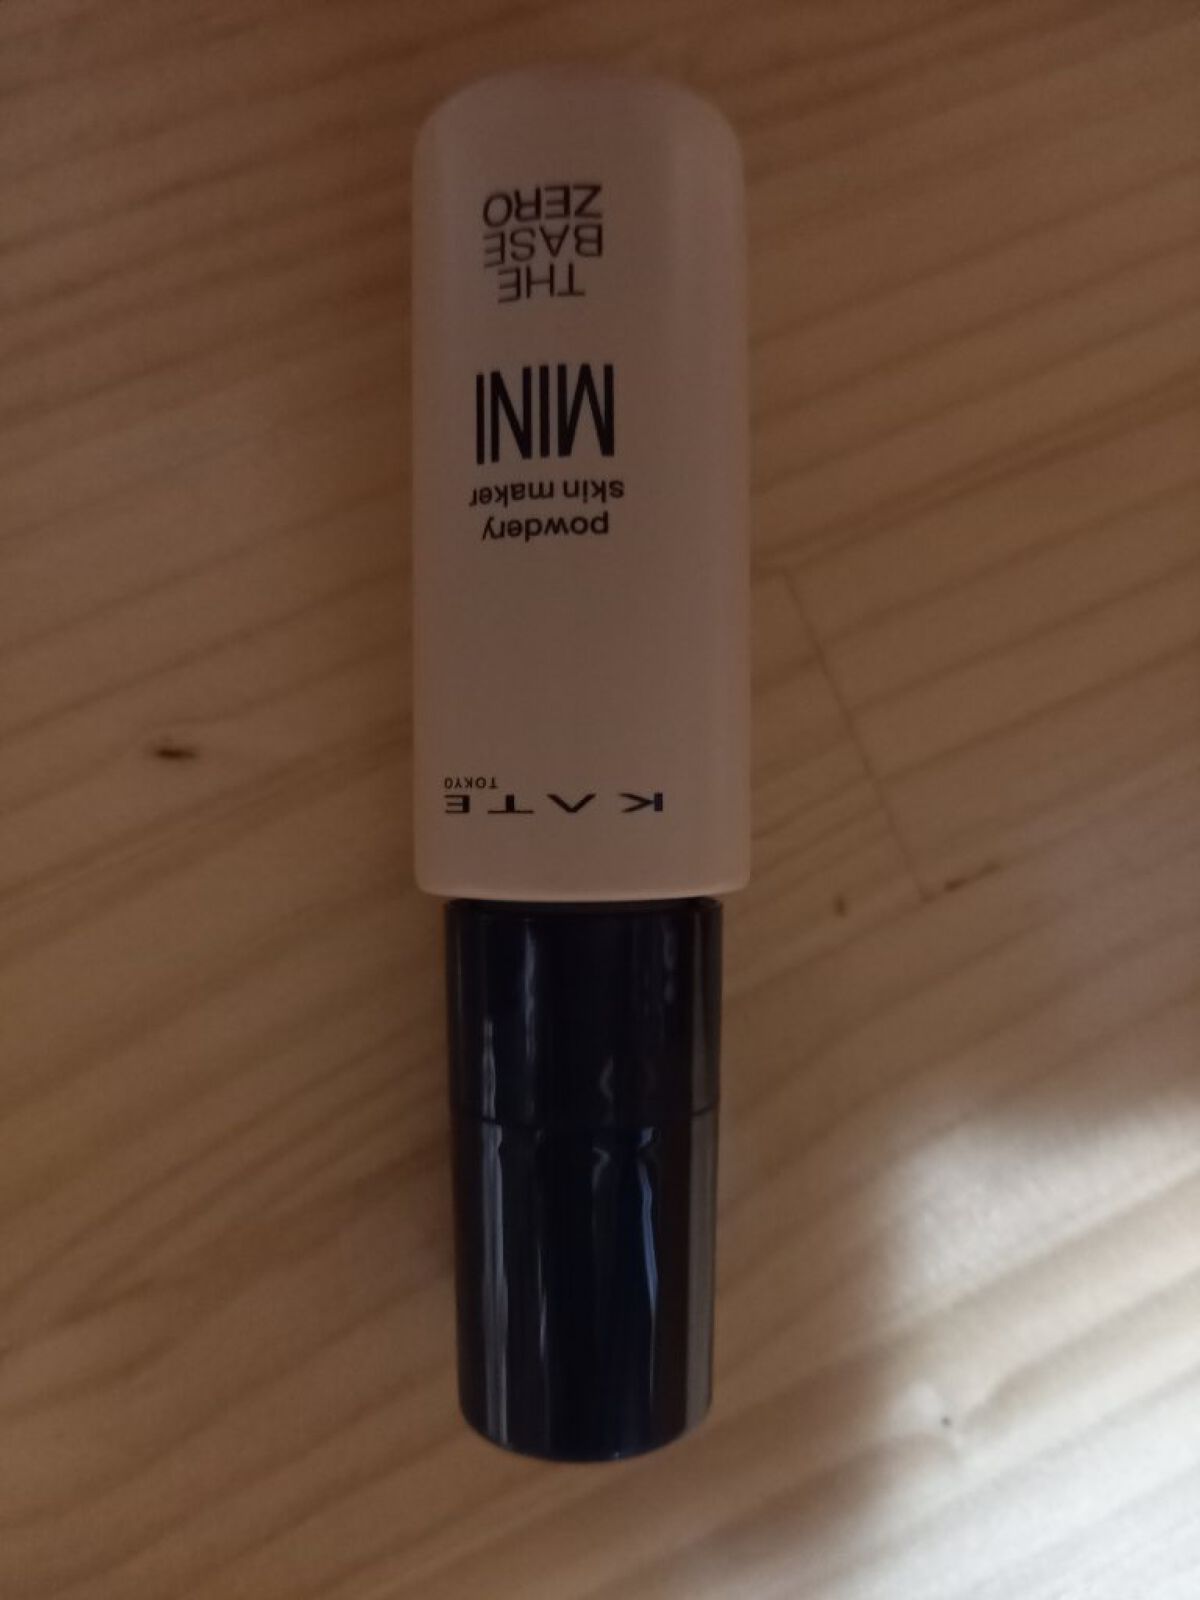 KATE
TOKYO
powdery
skin maker
MINI
THE
BASE
ZERO